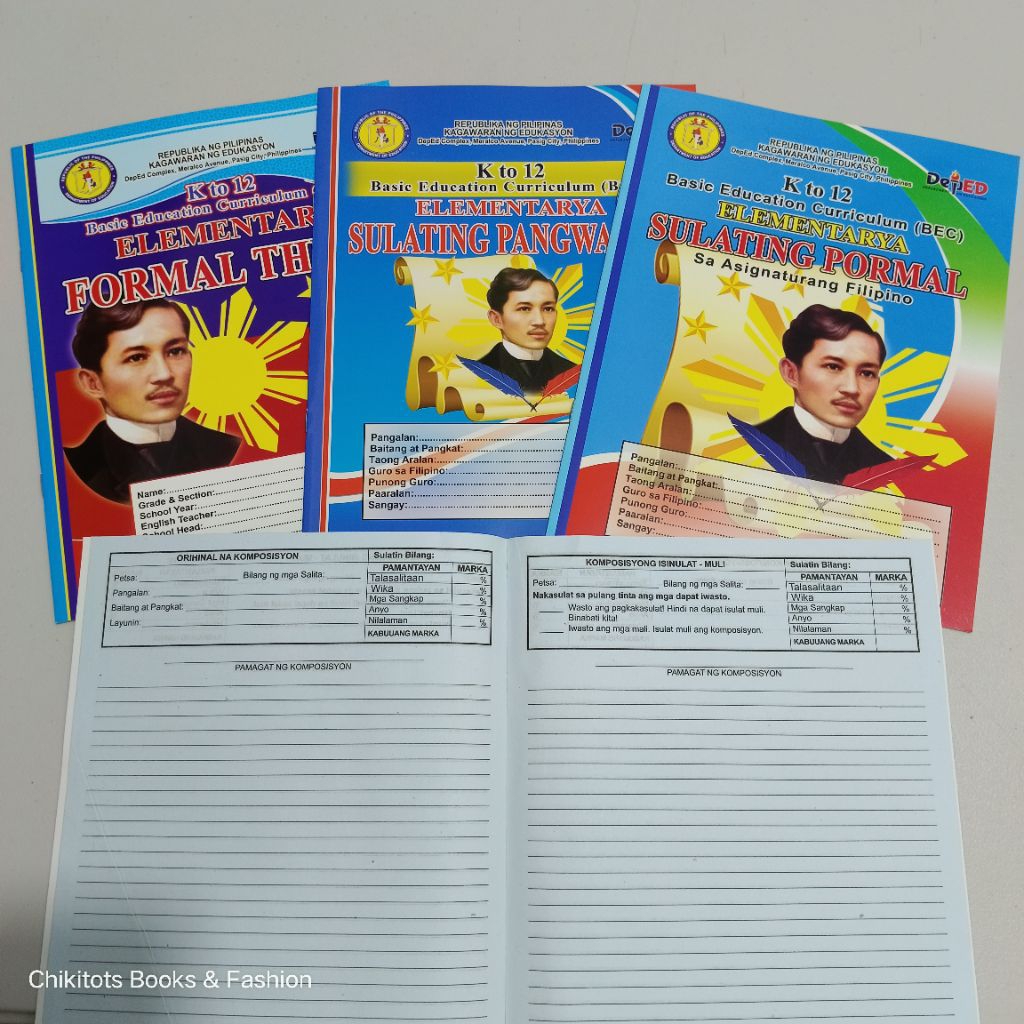 REPUBLIKA NG PILIPINAS
KAGAWARAN NG EDUKASYON
DepEd Complex, Meralco Avenue, Pasig City, Philippines
K to 12
Basic Education Curriculum
ELEMENTAR
FORMAL TH
Name:
Grade & Section:
School Year:
English Teacher:
School Head:
REPUBLIKA NG PILIPINAS
KAGAWARAN NG EDUKASYON
DepEd Complex, Meralco Avenue, Pasig City, Philippines
K to 12
Basic Education Curriculum (B
ELEMENTARYA
SULATING PANGWA
Pangalan:
Baitang at Pangkat:
Taong Aralan:
Guro sa Filipino:
Punong Guro:
Paaralan:
Sangay:
REPUBLIKA NG PILIPINAS
KAGAWARAN NG EDUKASYON
DepEd Complex, Meralco Avenue, Pasig City, Philippines
DepED
K to 12
Basic Education Curriculum (BEC)
ELEMENTARYA
SULATING PORMAL
Sa Asignaturang Filipino
Pangalan:
Baitang at Pangkat:
Taong Aralan:
Guro sa Filipino:
Punong Guro:
Paaralan:
Sangay:
ORIHINAL NA KOMPOSISYON
Petsa: Bilang ng mga Salita:
Pangalan:
Baitang at Pangkat:
Layunin:
Sulatin Bilang:
PAMANTAYAN MARKA
Talasalitaan %
Wika %
Mga Sangkap %
Anyo %
Nilalaman %
KABUUANG MARKA
PAMAGAT NG KOMPOSISYON
KOMPOSISYONG ISINULAT - MULI
Petsa: Bilang ng mga Salita:
Nakasulat sa pulang tinta ang mga dapat iwasto.
Wasto ang pagkakasulat! Hindi na dapat isulat muli.
Binabati kita!
Iwasto ang mga mali. Isulat muli ang komposisyon.
Sulatin Bilang:
PAMANTAYAN MARKA
Talasalitaan %
Wika %
Mga Sangkap %
Anyo %
Nilalaman %
KABUUANG MARKA
PAMAGAT NG KOMPOSISYON
Chikitots Books & Fashion